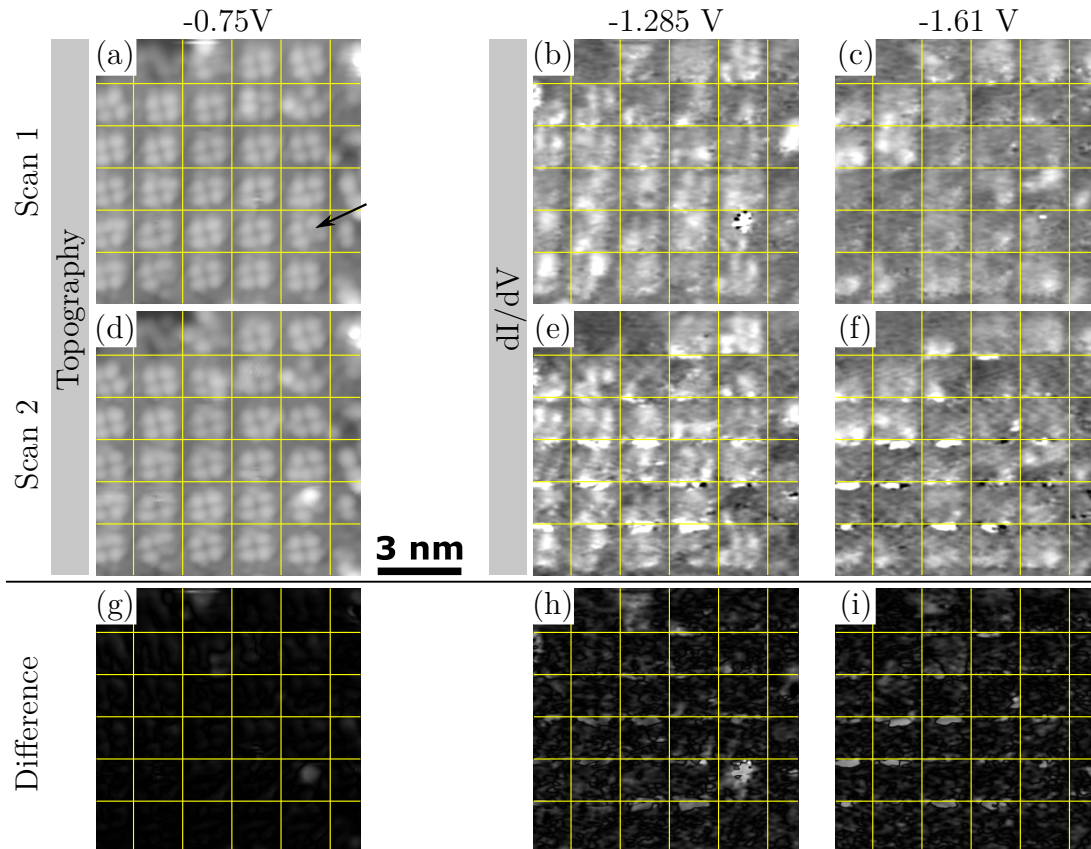 -0.75V
-1.285 V
-1.61 V
(a)
(b)
(c)
Scan 1
Topography
dI/dV
(d)
(e)
(f)
Scan 2
3 nm
(g)
(h)
(i)
Difference